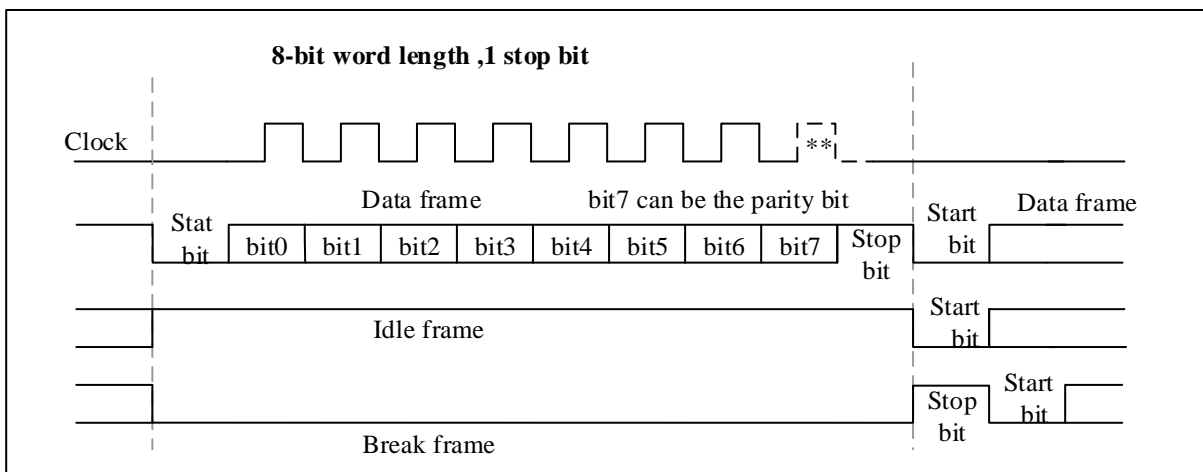 8-bit word length ,1 stop bit
Clock
**
Data frame
bit7 can be the parity bit
Stat
bit
bit0
bit1
bit2
bit3
bit4
bit5
bit6
bit7
Stop
bit
Start
bit
Data frame
Idle frame
Start
bit
Break frame
Stop
bit
Start
bit